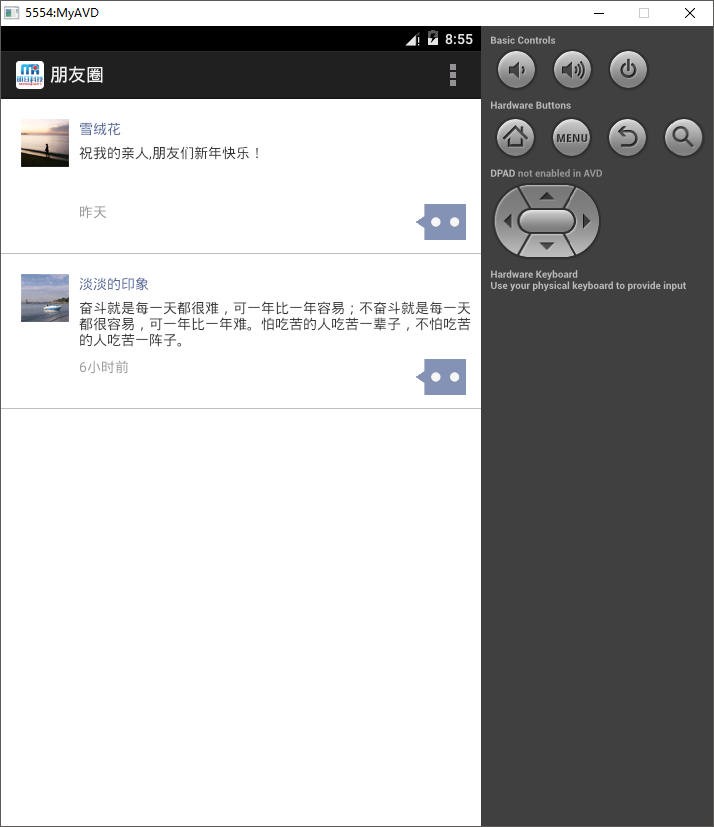 5554:MyAVD
8:55
明日科技
朋友圈
雪绒花
祝我的亲人,朋友们新年快乐！
昨天
淡淡的印象
奋斗就是每一天都很难，可一年比一年容易；不奋斗就是每一天
都很容易，可一年比一年难。怕吃苦的人吃苦一辈子，不怕吃苦
的人吃苦一阵子。
6小时前
Basic Controls
Hardware Buttons
MENU
DPAD not enabled in AVD
Hardware Keyboard
Use your physical keyboard to provide input